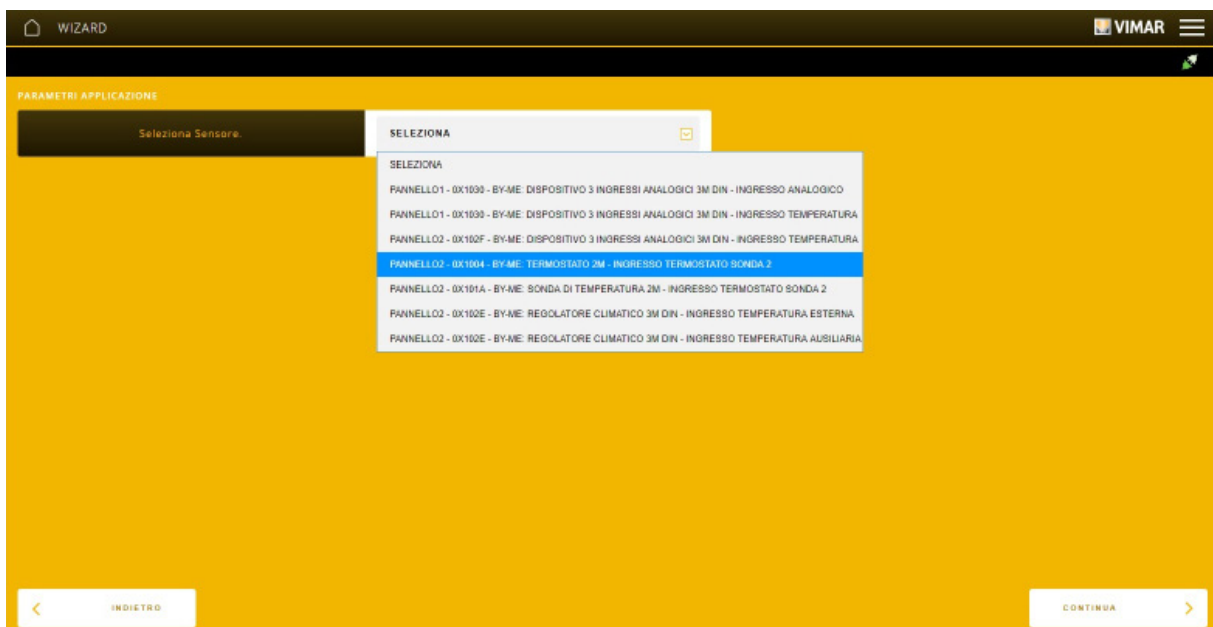 WIZARD
VIMAR
PARAMETRI APPLICAZIONE
Seleziona Sensore.
SELEZIONA
SELEZIONA
PANNELLO1 - 0X1030 - BY-ME: DISPOSITIVO 3 INGRESSI ANALOGICI 3M DIN - INGRESSO ANALOGICO
PANNELLO1 - 0X1030 - BY-ME: DISPOSITIVO 3 INGRESSI ANALOGICI 3M DIN - INGRESSO TEMPERATURA
PANNELLO2 - 0X102F - BY-ME: DISPOSITIVO 3 INGRESSI ANALOGICI 3M DIN - INGRESSO TEMPERATURA
PANNELLO2 - 0X1004 - BY-ME: TERMOSTATO 2M - INGRESSO TERMOSTATO SONDA 2
PANNELLO2 - 0X101A - BY-ME: SONDA DI TEMPERATURA 2M - INGRESSO TERMOSTATO SONDA 2
PANNELLO2 - 0X102E - BY-ME: REGOLATORE CLIMATICO 3M DIN - INGRESSO TEMPERATURA ESTERNA
PANNELLO2 - 0X102E - BY-ME: REGOLATORE CLIMATICO 3M DIN - INGRESSO TEMPERATURA AUSILIARIA
INDIETRO
CONTINUA